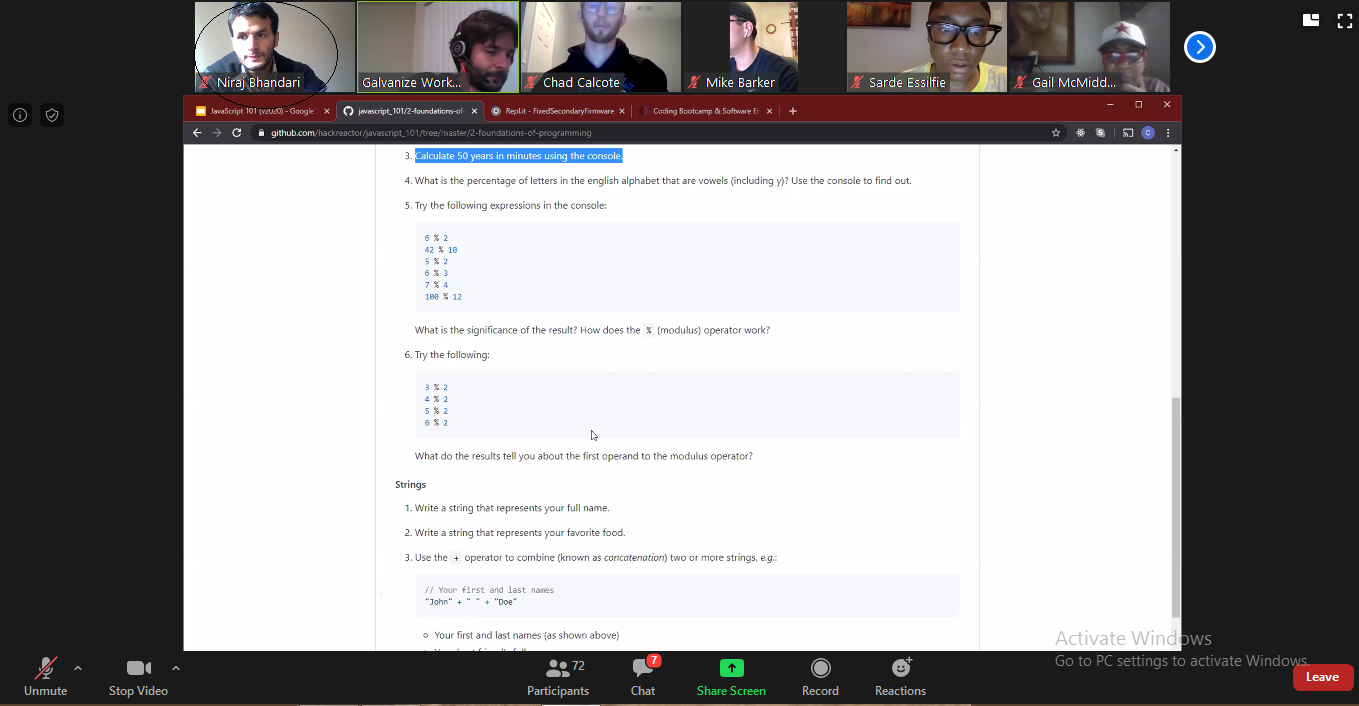 Niraj Bhandari
Galvanize Work...
Chad Calcote
Mike Barker
Sarde Essilfie
Gail McMidd...
JavaScript 101 (v2020) - Google
javascript_101/2-foundations-of-
Repl.it - FixedSecondaryFirmware
Coding Bootcamp & Software E
github.com/hackreactor/javascript_101/tree/master/2-foundations-of-programming
C
3. Calculate 50 years in minutes using the console.
4. What is the percentage of letters in the english alphabet that are vowels (including y)? Use the console to find out.
5. Try the following expressions in the console:
6 % 2
42 % 10
5 % 2
6 % 3
7 % 4
100 % 12
What is the significance of the result? How does the % (modulus) operator work?
6. Try the following:
3 % 2
4 % 2
5 % 2
6 % 2
What do the results tell you about the first operand to the modulus operator?
Strings
1. Write a string that represents your full name.
2. Write a string that represents your favorite food.
3. Use the + operator to combine (known as concatenation) two or more strings, e.g.:
// Your first and last names
"John" + " " + "Doe"
Your first and last names (as shown above)
Activate Windows
Go to PC settings to activate Windows.
Unmute
Stop Video
72
Participants
7
Chat
Share Screen
Record
Reactions
Leave